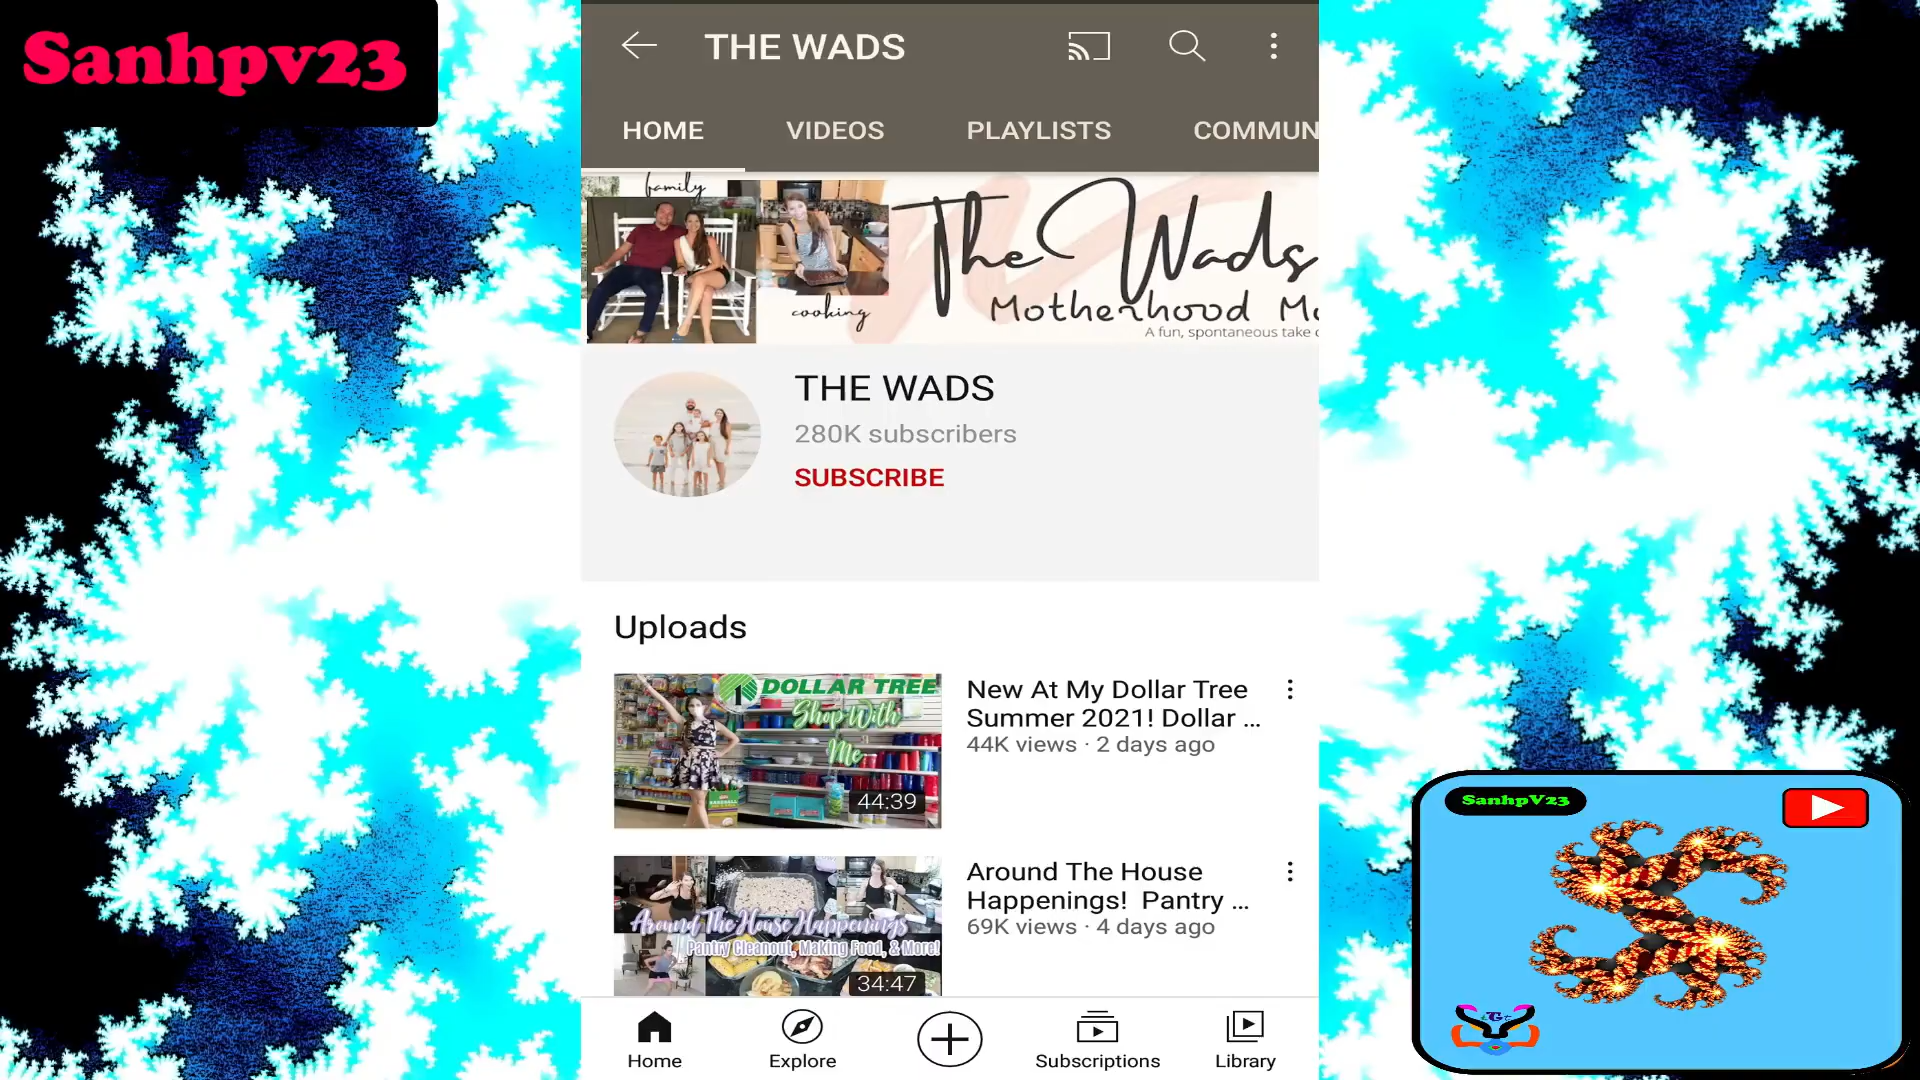 Sanhpv23
THE WADS
HOME
VIDEOS
PLAYLISTS
COMMUN
family
cooking
The Wads
Motherhood
A fun, spontaneous take
THE WADS
280K subscribers
SUBSCRIBE
Uploads
DOLLAR TREE
Shop With
Me
44:39
New At My Dollar Tree
Summer 2021! Dollar ...
44K views · 2 days ago
Around The House Happenings
Pantry Cleanout, Making Food, & More!
34:47
Around The House
Happenings! Pantry ...
69K views · 4 days ago
Home
Explore
Subscriptions
Library
SanhpV23